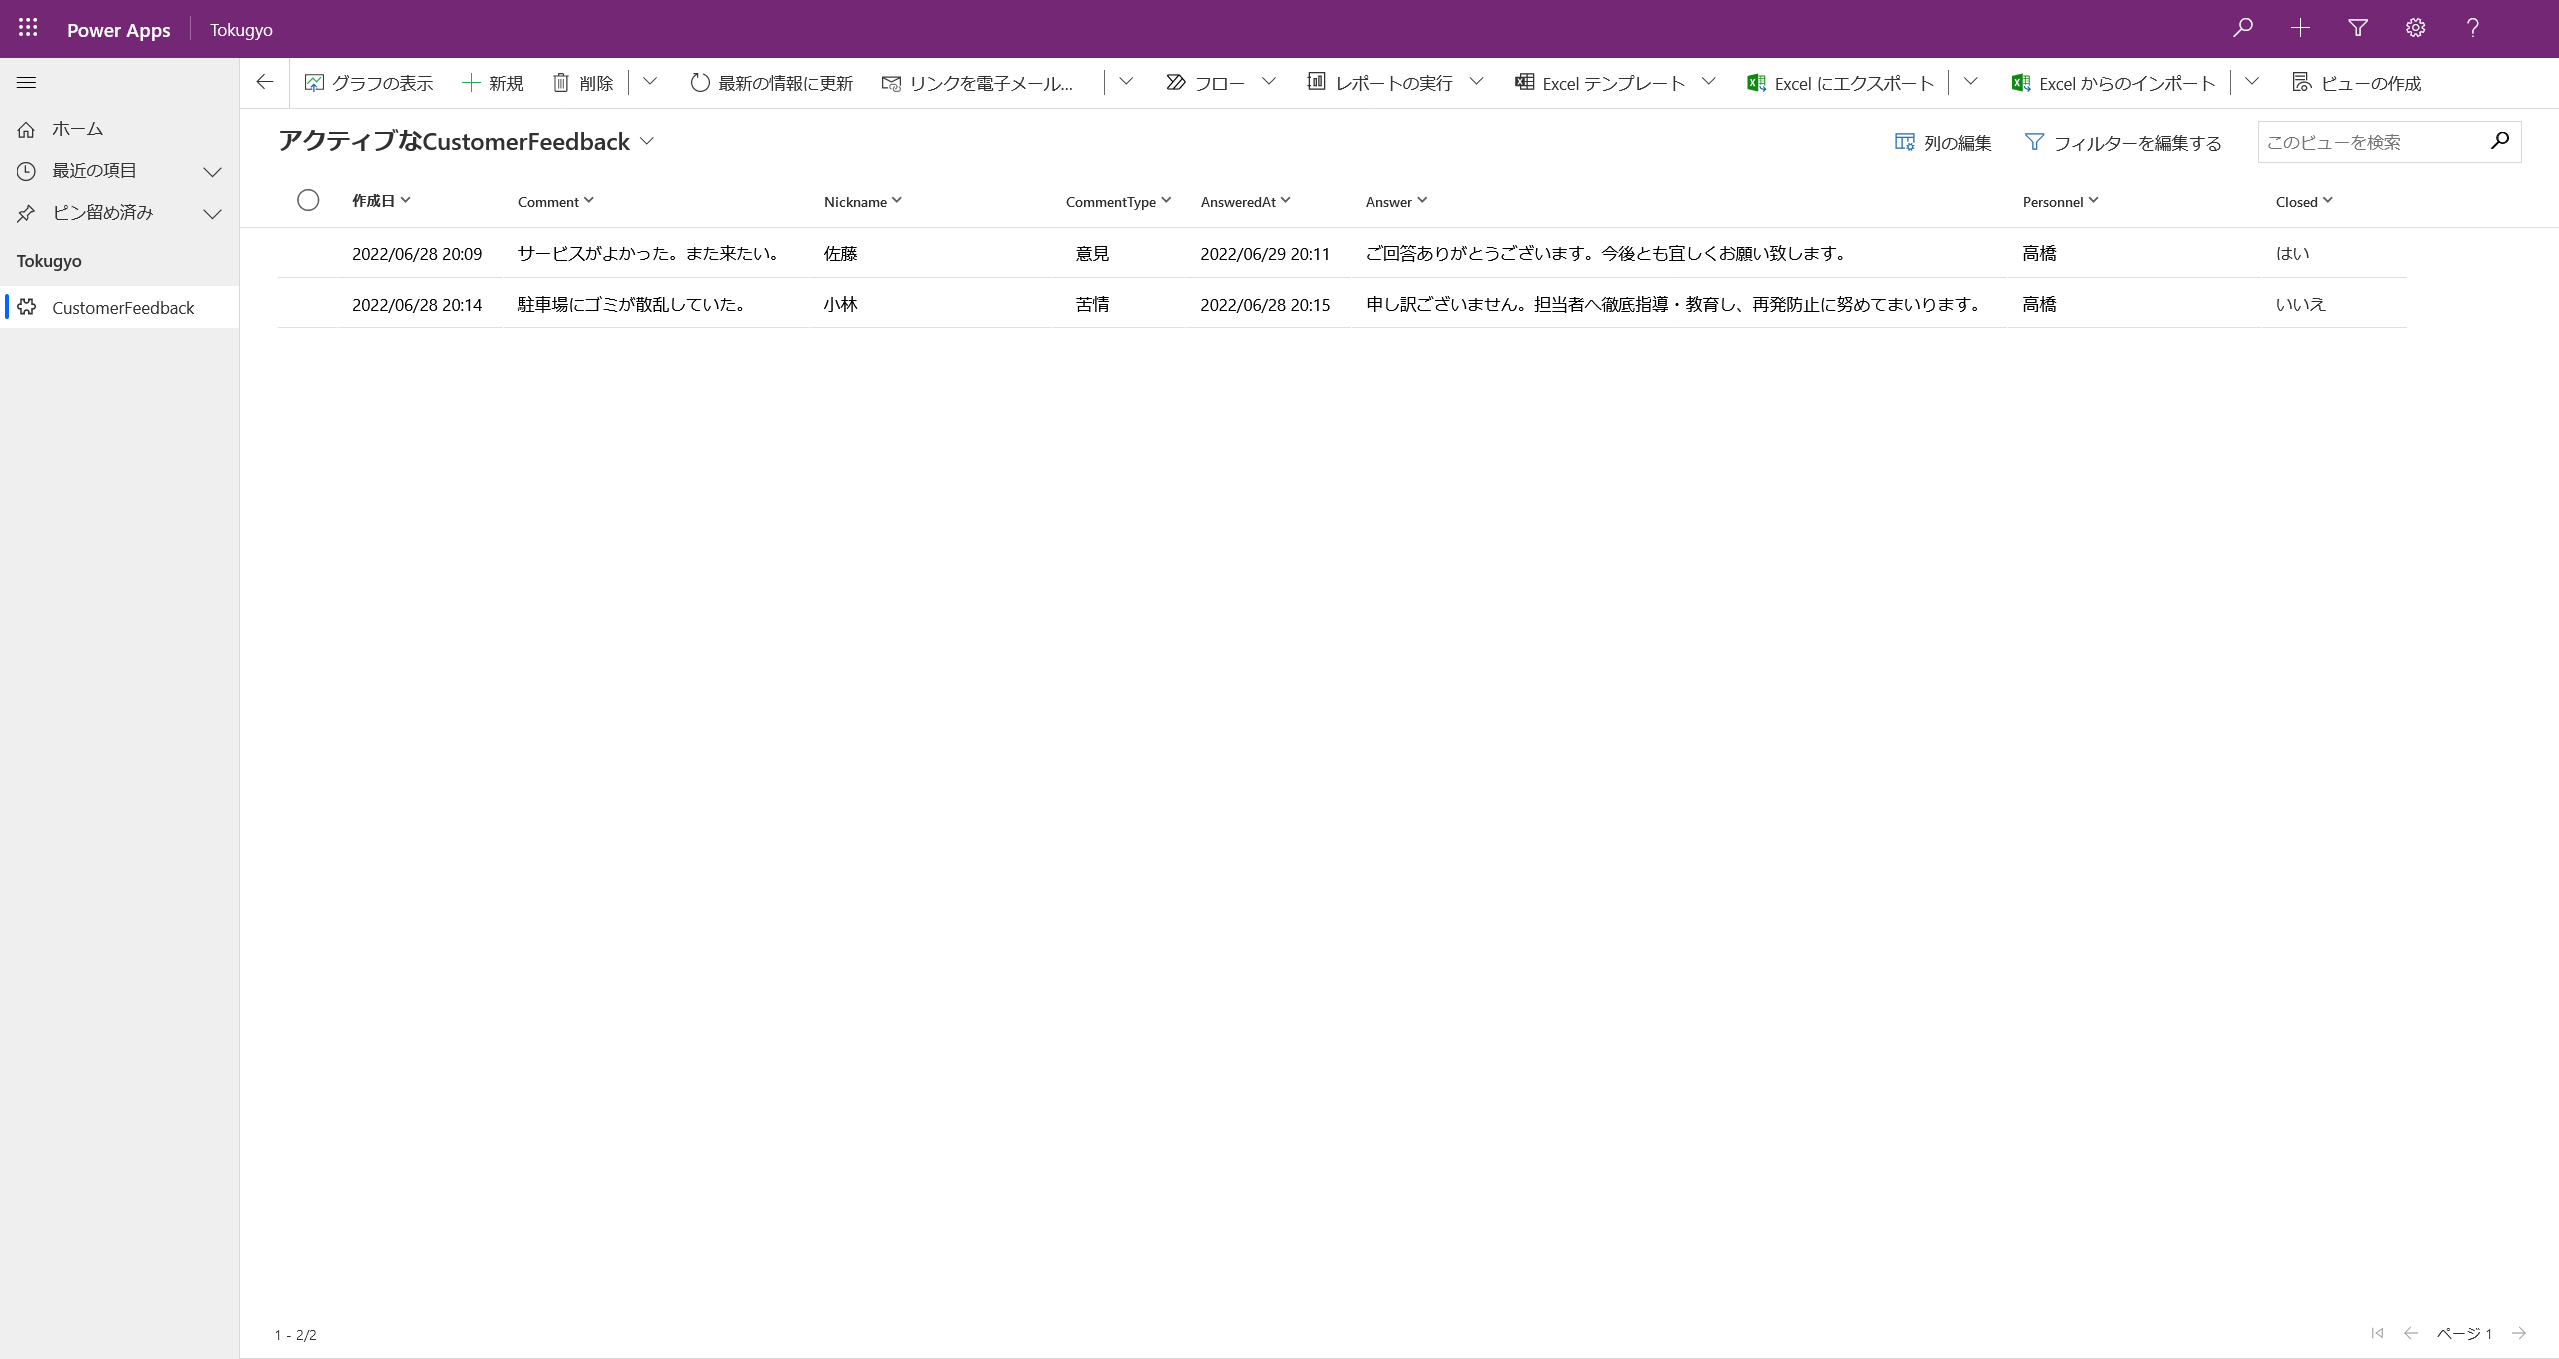 Power Apps Tokugyo
グラフの表示 新規 削除 最新の情報に更新 リンクを電子メール... フロー レポートの実行 Excel テンプレート Excel にエクスポート Excel からのインポート ビューの作成
ホーム
最近の項目
ピン留め済み
Tokugyo
CustomerFeedback
アクティブなCustomerFeedback 列の編集 フィルターを編集する このビューを検索
作成日 Comment Nickname CommentType AnsweredAt Answer Personnel Closed
2022/06/28 20:09 サービスがよかった。また来たい。 佐藤 意見 2022/06/29 20:11 ご回答ありがとうございます。今後とも宜しくお願い致します。 高橋 はい
2022/06/28 20:14 駐車場にゴミが散乱していた。 小林 苦情 2022/06/28 20:15 申し訳ございません。担当者へ徹底指導・教育し、再発防止に努めてまいります。 高橋 いいえ
1 - 2/2 ページ 1